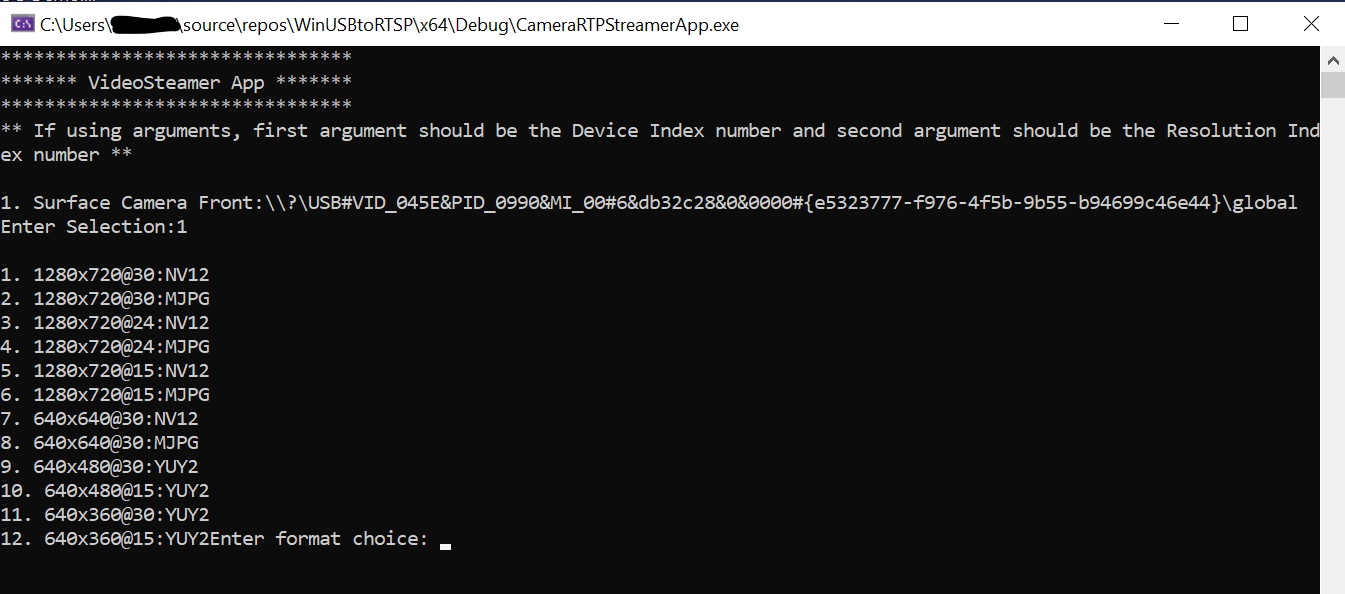 C:\Users\ \source\repos\WinUSBtoRTSP\x64\Debug\CameraRTPStreamerApp.exe
********************************
******* VideoSteamer App *******
********************************
** If using arguments, first argument should be the Device Index number and second argument should be the Resolution Ind
ex number **
1. Surface Camera Front:\\?\USB#VID_045E&PID_0990&MI_00#6&db32c28&0&0000#{e5323777-f976-4f5b-9b55-b94699c46e44}\global
Enter Selection:1
1. 1280x720@30:NV12
2. 1280x720@30:MJPG
3. 1280x720@24:NV12
4. 1280x720@24:MJPG
5. 1280x720@15:NV12
6. 1280x720@15:MJPG
7. 640x640@30:NV12
8. 640x640@30:MJPG
9. 640x480@30:YUY2
10. 640x480@15:YUY2
11. 640x360@30:YUY2
12. 640x360@15:YUY2Enter format choice: